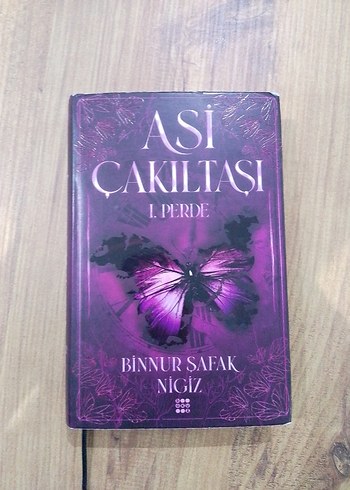 ASİ
ÇAKILTAŞI
1. PERDE
BİNNUR ŞAFAK
NİGİZ